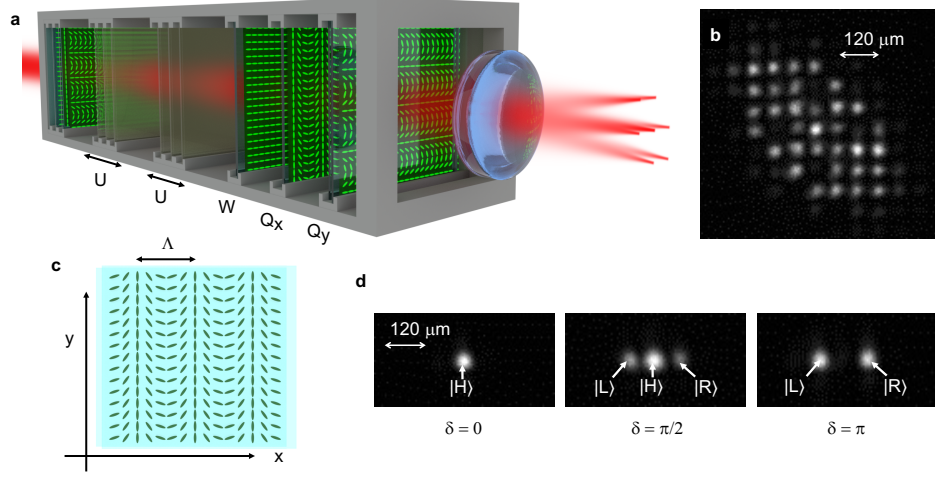 a
U
U
W
Qx
Qy
b
120 μm
c
Λ
y
x
d
120 μm
|H⟩
|L⟩
|H⟩
|R⟩
|L⟩
|R⟩
δ = 0
δ = π/2
δ = π